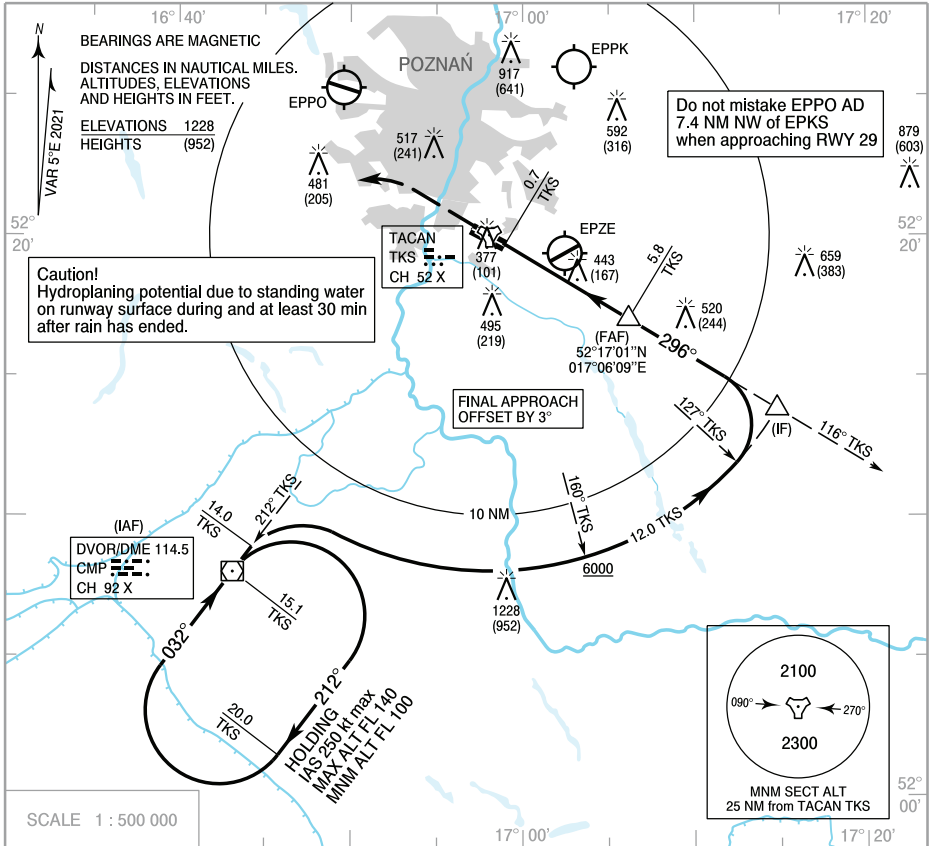 16° 40'
17° 00'
17° 20'
N
VAR 5°E 2021
BEARINGS ARE MAGNETIC
DISTANCES IN NAUTICAL MILES.
ALTITUDES, ELEVATIONS
AND HEIGHTS IN FEET.
ELEVATIONS 1228
HEIGHTS (952)
POZNAŃ
EPPO
EPPK
917
(641)
592
(316)
517
(241)
481
(205)
Do not mistake EPPO AD
7.4 NM NW of EPKS
when approaching RWY 29
879
(603)
52°
20'
52°
20'
0.7
TKS
TACAN
TKS
CH 52 X
377
(101)
EPZE
443
(167)
5.8
TKS
659
(383)
520
(244)
495
(219)
Caution!
Hydroplaning potential due to standing water
on runway surface during and at least 30 min
after rain has ended.
(FAF)
52°17'01"N
017°06'09"E
296°
FINAL APPROACH
OFFSET BY 3°
127° TKS
(IF)
116° TKS
160° TKS
12.0 TKS
6000
10 NM
14.0
TKS
212° TKS
(IAF)
DVOR/DME 114.5
CMP
CH 92 X
15.1
TKS
1228
(952)
032°
212°
20.0
TKS
HOLDING
IAS 250 kt max
MAX ALT FL 140
MNM ALT FL 100
2100
090°
270°
2300
MNM SECT ALT
25 NM from TACAN TKS
52°
00'
SCALE 1 : 500 000
17° 00'
17° 20'